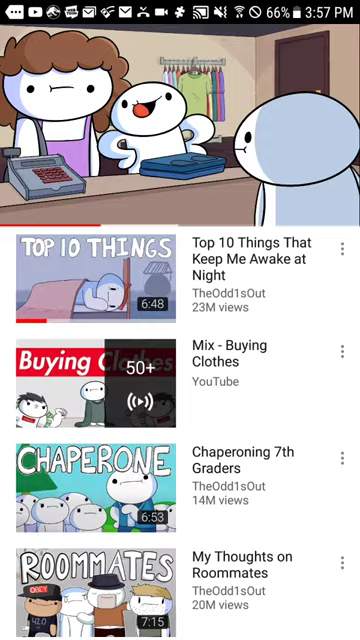 66% 3:57 PM
TOP 10 THINGS
6:48
Top 10 Things That
Keep Me Awake at
Night
TheOdd1sOut
23M views
Buying Clothes
50+
Mix - Buying
Clothes
YouTube
CHAPERONE
6:53
Chaperoning 7th
Graders
TheOdd1sOut
14M views
ROOMMATES
OBEY
420
7:15
My Thoughts on
Roommates
TheOdd1sOut
20M views